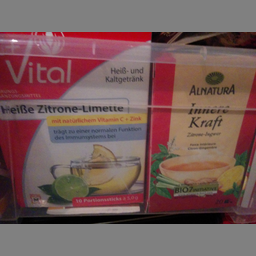 Vital
Heiß- und
Kaltgetränk
Heiße Zitrone-Limette
mit natürlichem Vitamin C + Zink
trägt zu einer normalen Funktion
des Immunsystems bei
10 Portionssticks
ALNATURA
Innere
Kraft
Zitrone-Ingwer
BIO